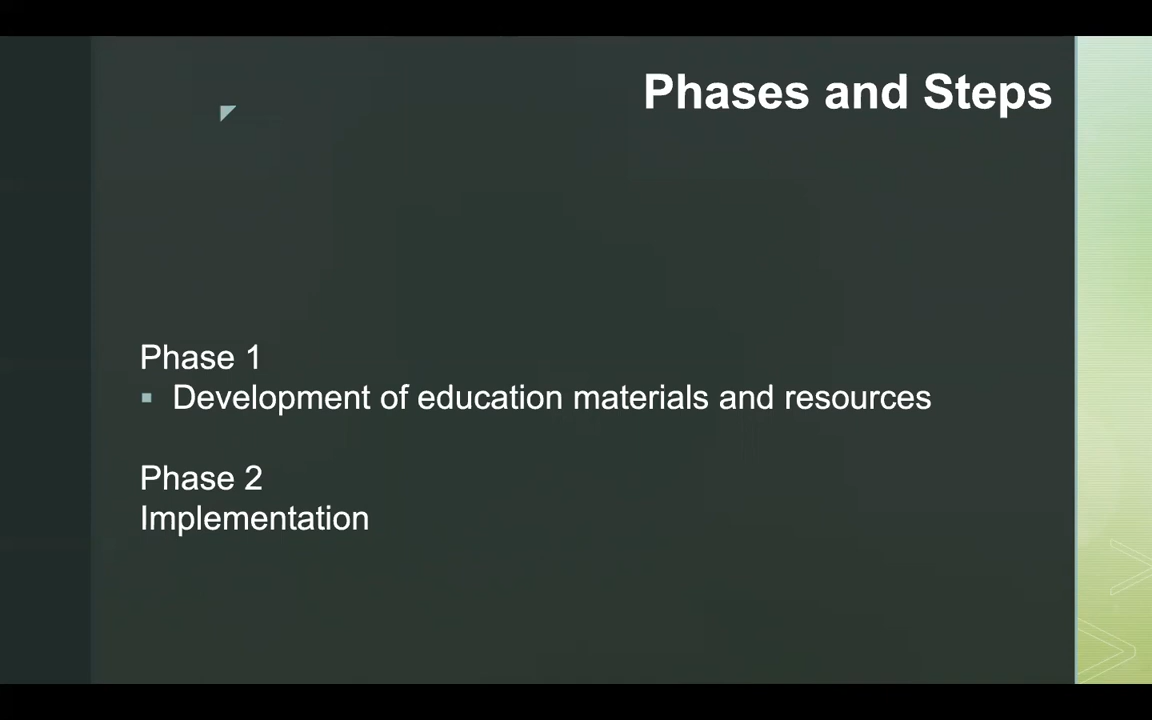 Phases and Steps
Phase 1
▪ Development of education materials and resources
Phase 2
Implementation